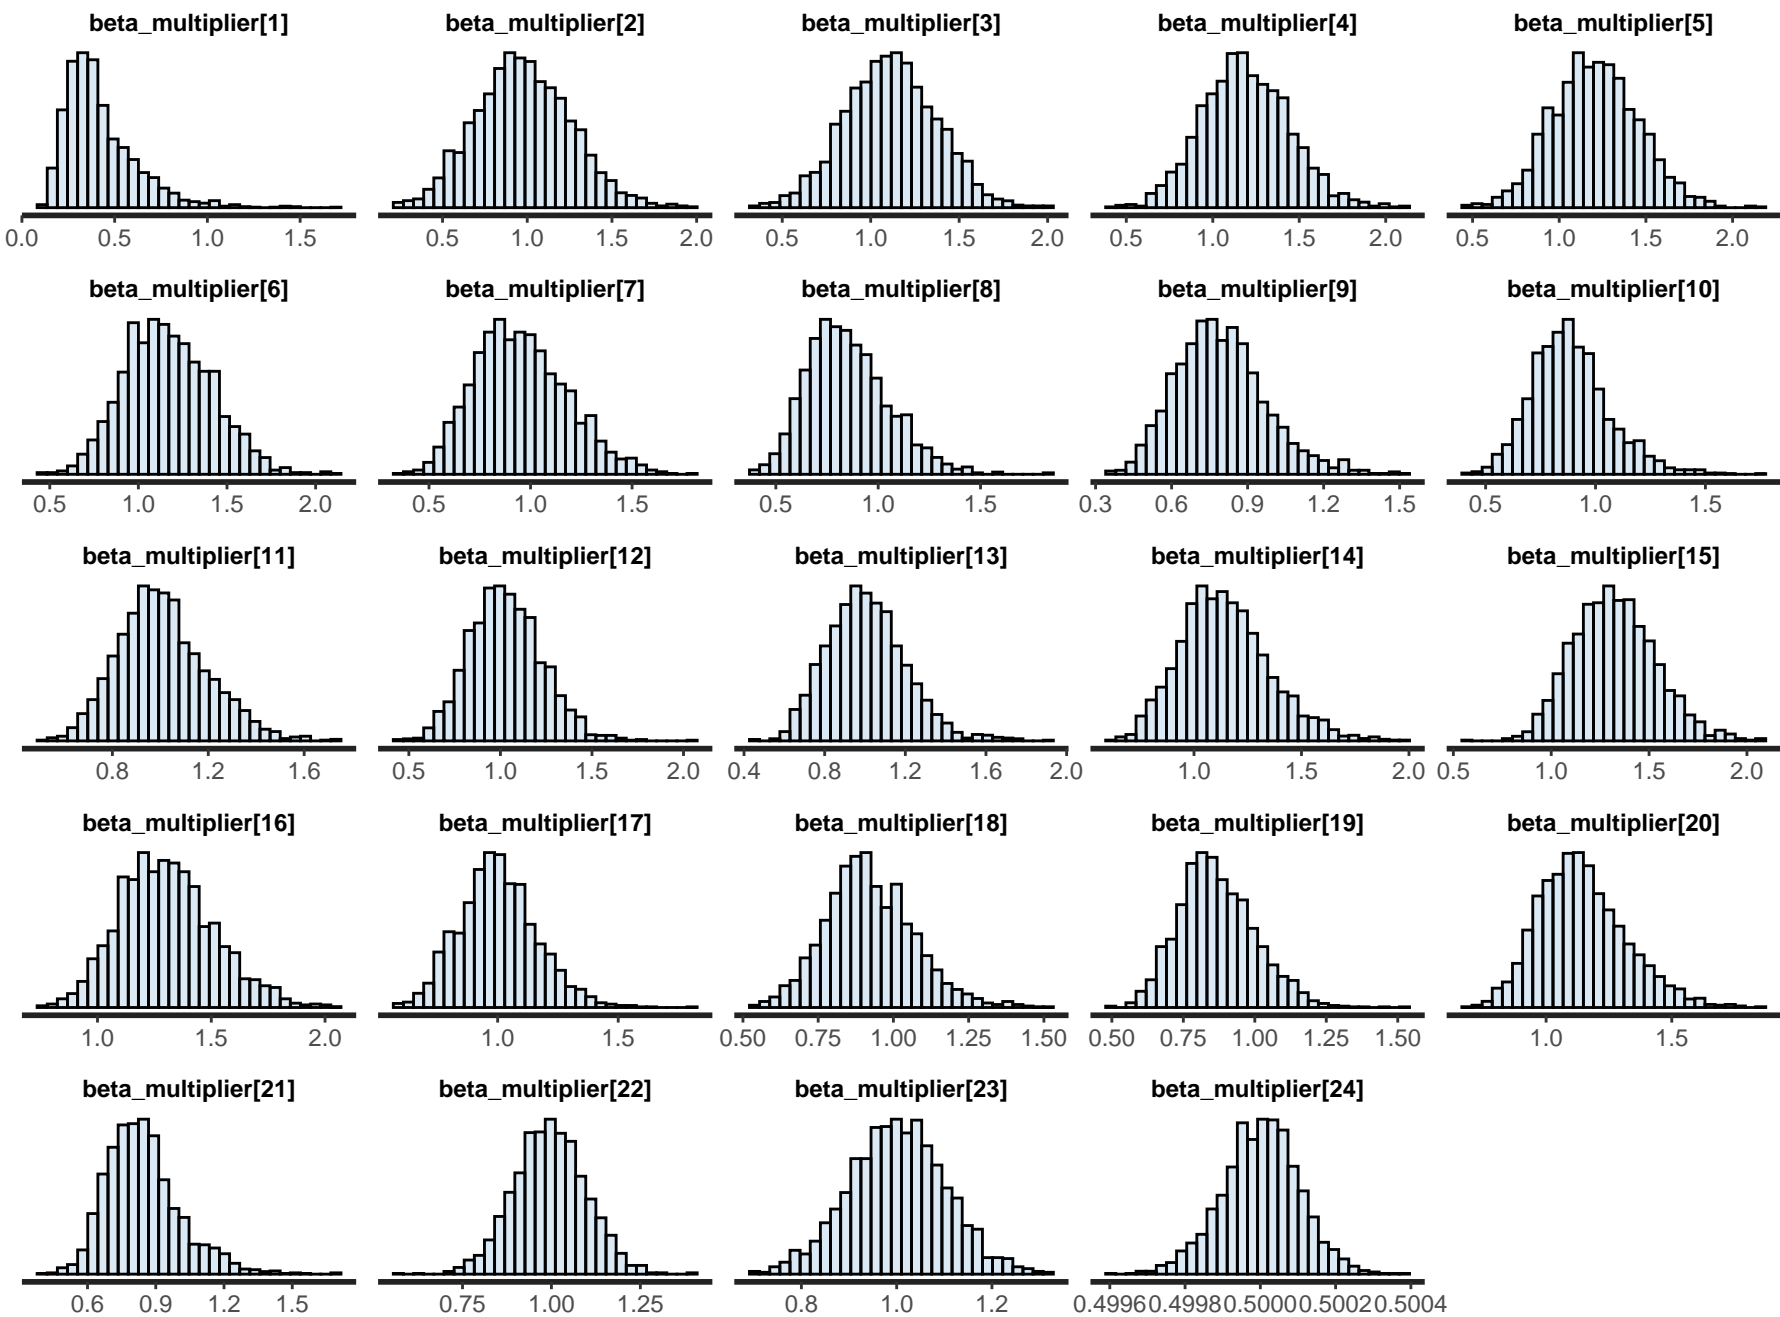 beta_multiplier[1] beta_multiplier[2] beta_multiplier[3] beta_multiplier[4] beta_multiplier[5]
0.0 0.5 1.0 1.5 0.5 1.0 1.5 2.0 0.5 1.0 1.5 2.0 0.5 1.0 1.5 2.0 0.5 1.0 1.5 2.0
beta_multiplier[6] beta_multiplier[7] beta_multiplier[8] beta_multiplier[9] beta_multiplier[10]
0.5 1.0 1.5 2.0 0.5 1.0 1.5 0.5 1.0 1.5 0.3 0.6 0.9 1.2 1.5 0.5 1.0 1.5
beta_multiplier[11] beta_multiplier[12] beta_multiplier[13] beta_multiplier[14] beta_multiplier[15]
0.8 1.2 1.6 0.5 1.0 1.5 2.0 0.4 0.8 1.2 1.6 2.0 1.0 1.5 2.0 0.5 1.0 1.5 2.0
beta_multiplier[16] beta_multiplier[17] beta_multiplier[18] beta_multiplier[19] beta_multiplier[20]
1.0 1.5 2.0 1.0 1.5 0.50 0.75 1.00 1.25 1.50 0.50 0.75 1.00 1.25 1.50 1.0 1.5
beta_multiplier[21] beta_multiplier[22] beta_multiplier[23] beta_multiplier[24]
0.6 0.9 1.2 1.5 0.75 1.00 1.25 0.8 1.0 1.2 0.4996 0.4998 0.5000 0.5002 0.5004